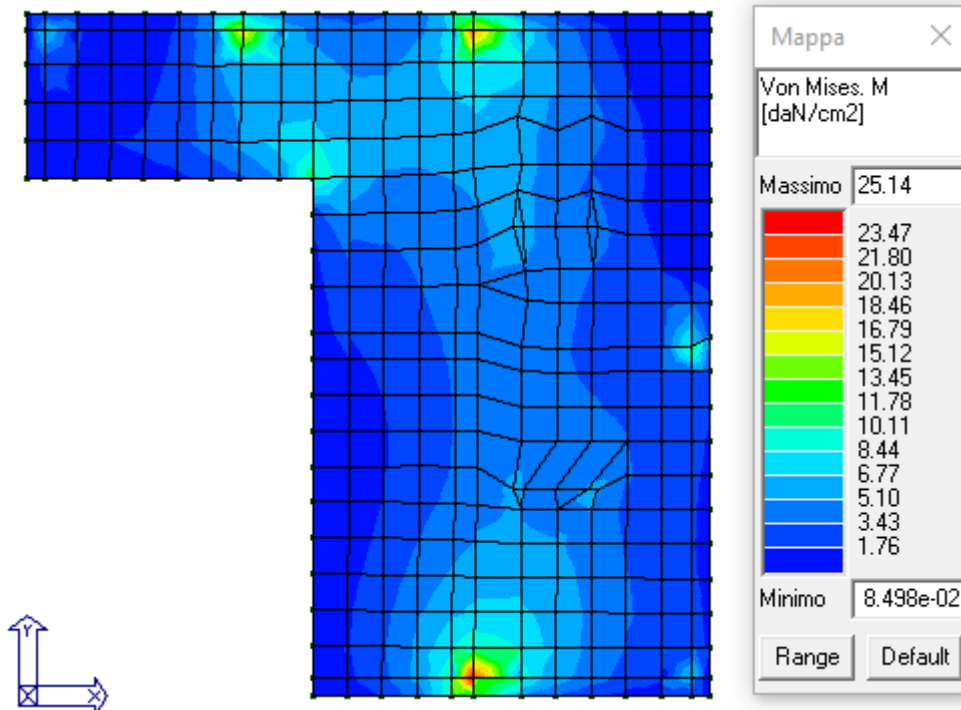 Mappa
Von Mises. M
[daN/cm2]
Massimo 25.14
23.47
21.80
20.13
18.46
16.79
15.12
13.45
11.78
10.11
8.44
6.77
5.10
3.43
1.76
Minimo 8.498e-02
Range Default
Y
X